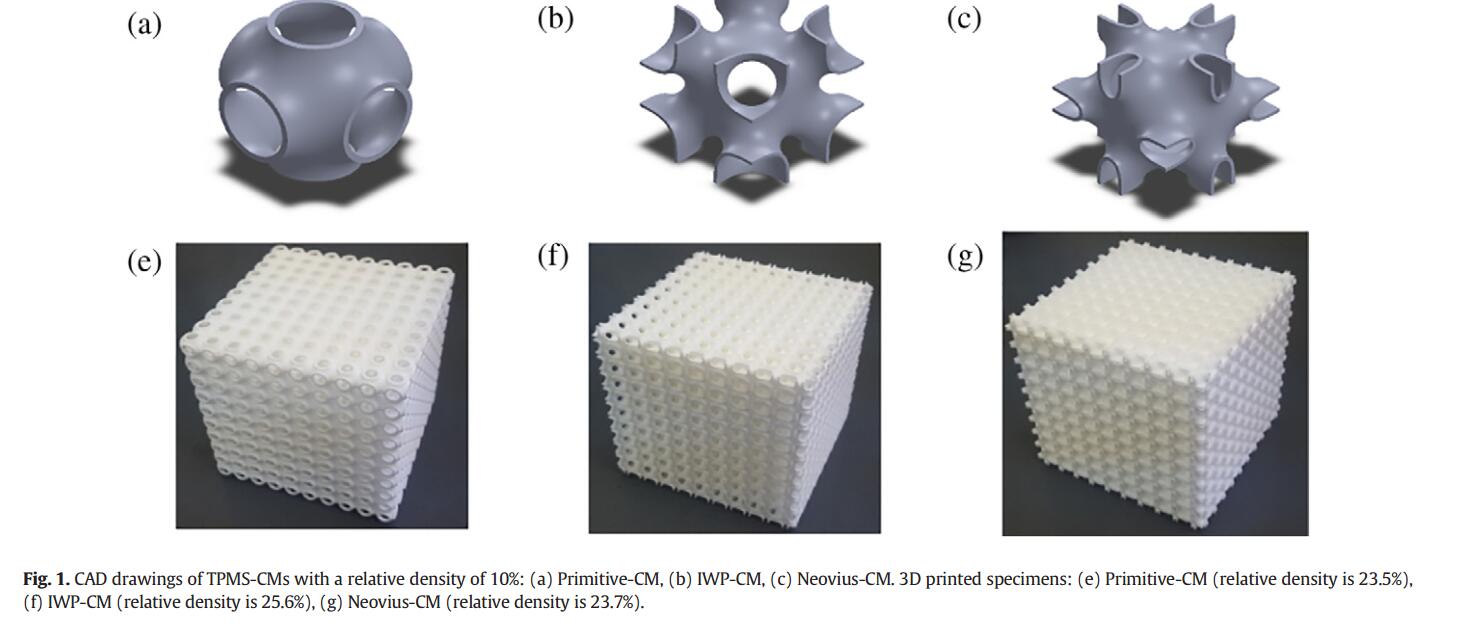 (a)
(b)
(c)
(e)
(f)
(g)
Fig. 1. CAD drawings of TPMS-CMs with a relative density of 10%: (a) Primitive-CM, (b) IWP-CM, (c) Neovius-CM. 3D printed specimens: (e) Primitive-CM (relative density is 23.5%),
(f) IWP-CM (relative density is 25.6%), (g) Neovius-CM (relative density is 23.7%).